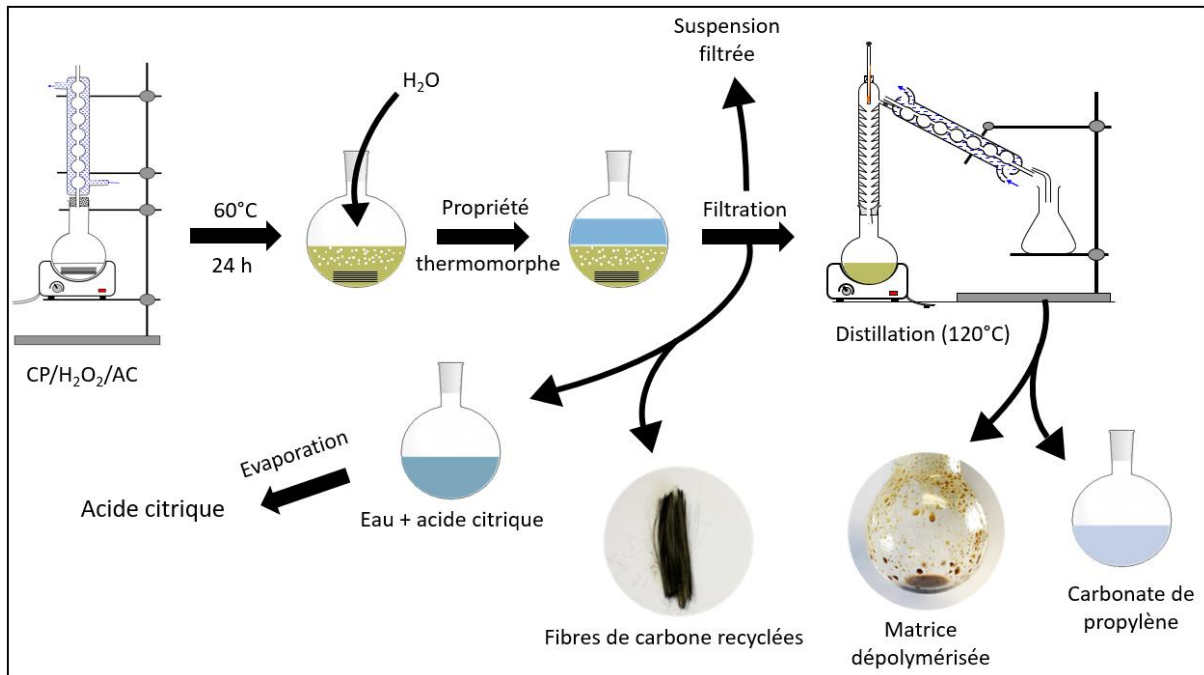 Suspension
filtrée
H₂O
60°C
24 h
Propriété
thermomorphe
Filtration
CP/H₂O₂/AC
Distillation (120°C)
Evaporation
Acide citrique
Eau + acide citrique
Fibres de carbone recyclées
Matrice
dépolymérisée
Carbonate de
propylène